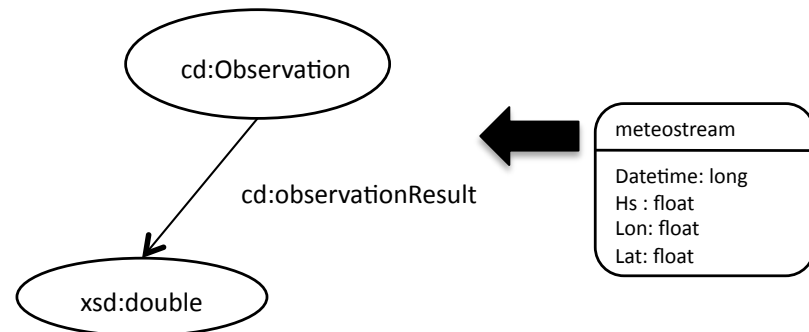 cd:Observation
cd:observationResult
xsd:double
meteostream
Datetime: long
Hs : float
Lon: float
Lat: float